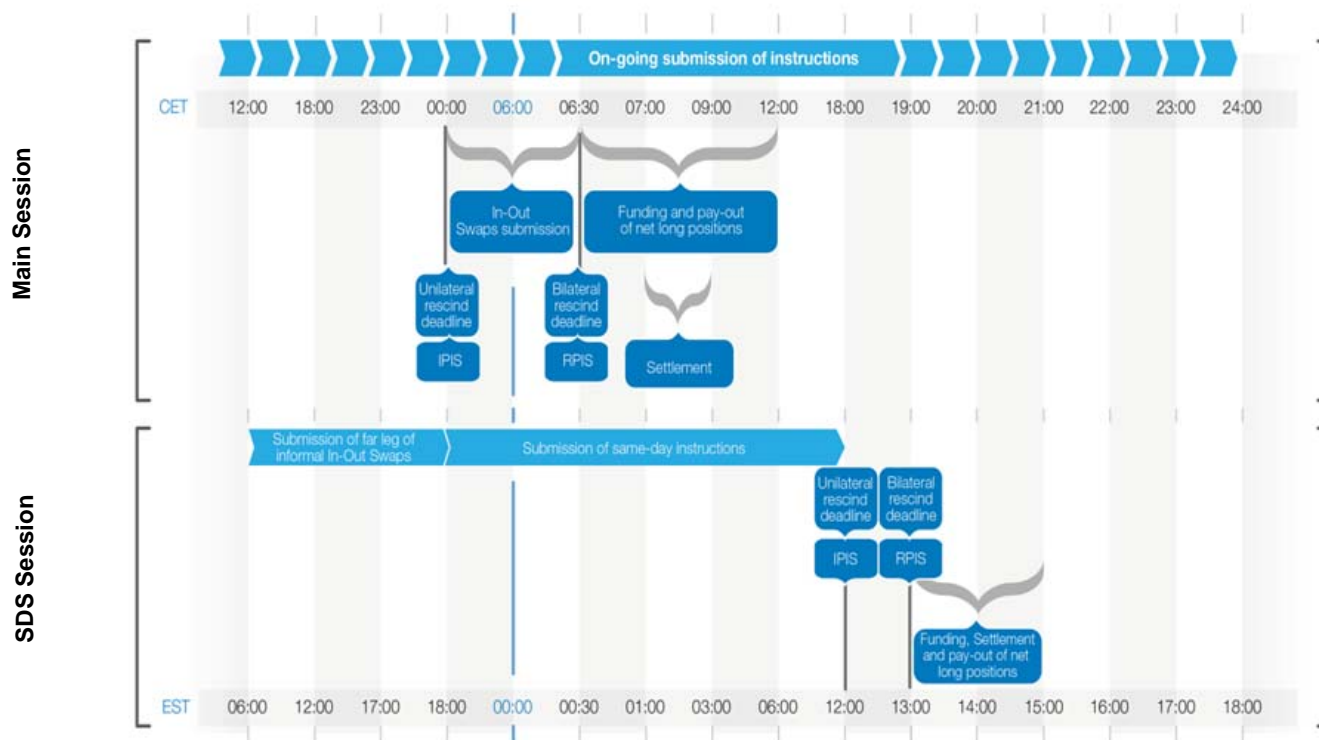 Main Session
On-going submission of instructions
CET 12:00 18:00 23:00 00:00 06:00 06:30 07:00 09:00 12:00 18:00 19:00 20:00 21:00 22:00 23:00 24:00
In-Out
Swaps submission
Funding and pay-out
of net long positions
Unilateral
rescind
deadline
IPIS
Bilateral
rescind
deadline
RPIS
Settlement
SDS Session
Submission of far leg of
informal In-Out Swaps
Submission of same-day instructions
Unilateral
rescind
deadline
IPIS
Bilateral
rescind
deadline
RPIS
Funding, Settlement
and pay-out of net
long positions
EST 06:00 12:00 17:00 18:00 00:00 00:30 01:00 03:00 06:00 12:00 13:00 14:00 15:00 16:00 17:00 18:00